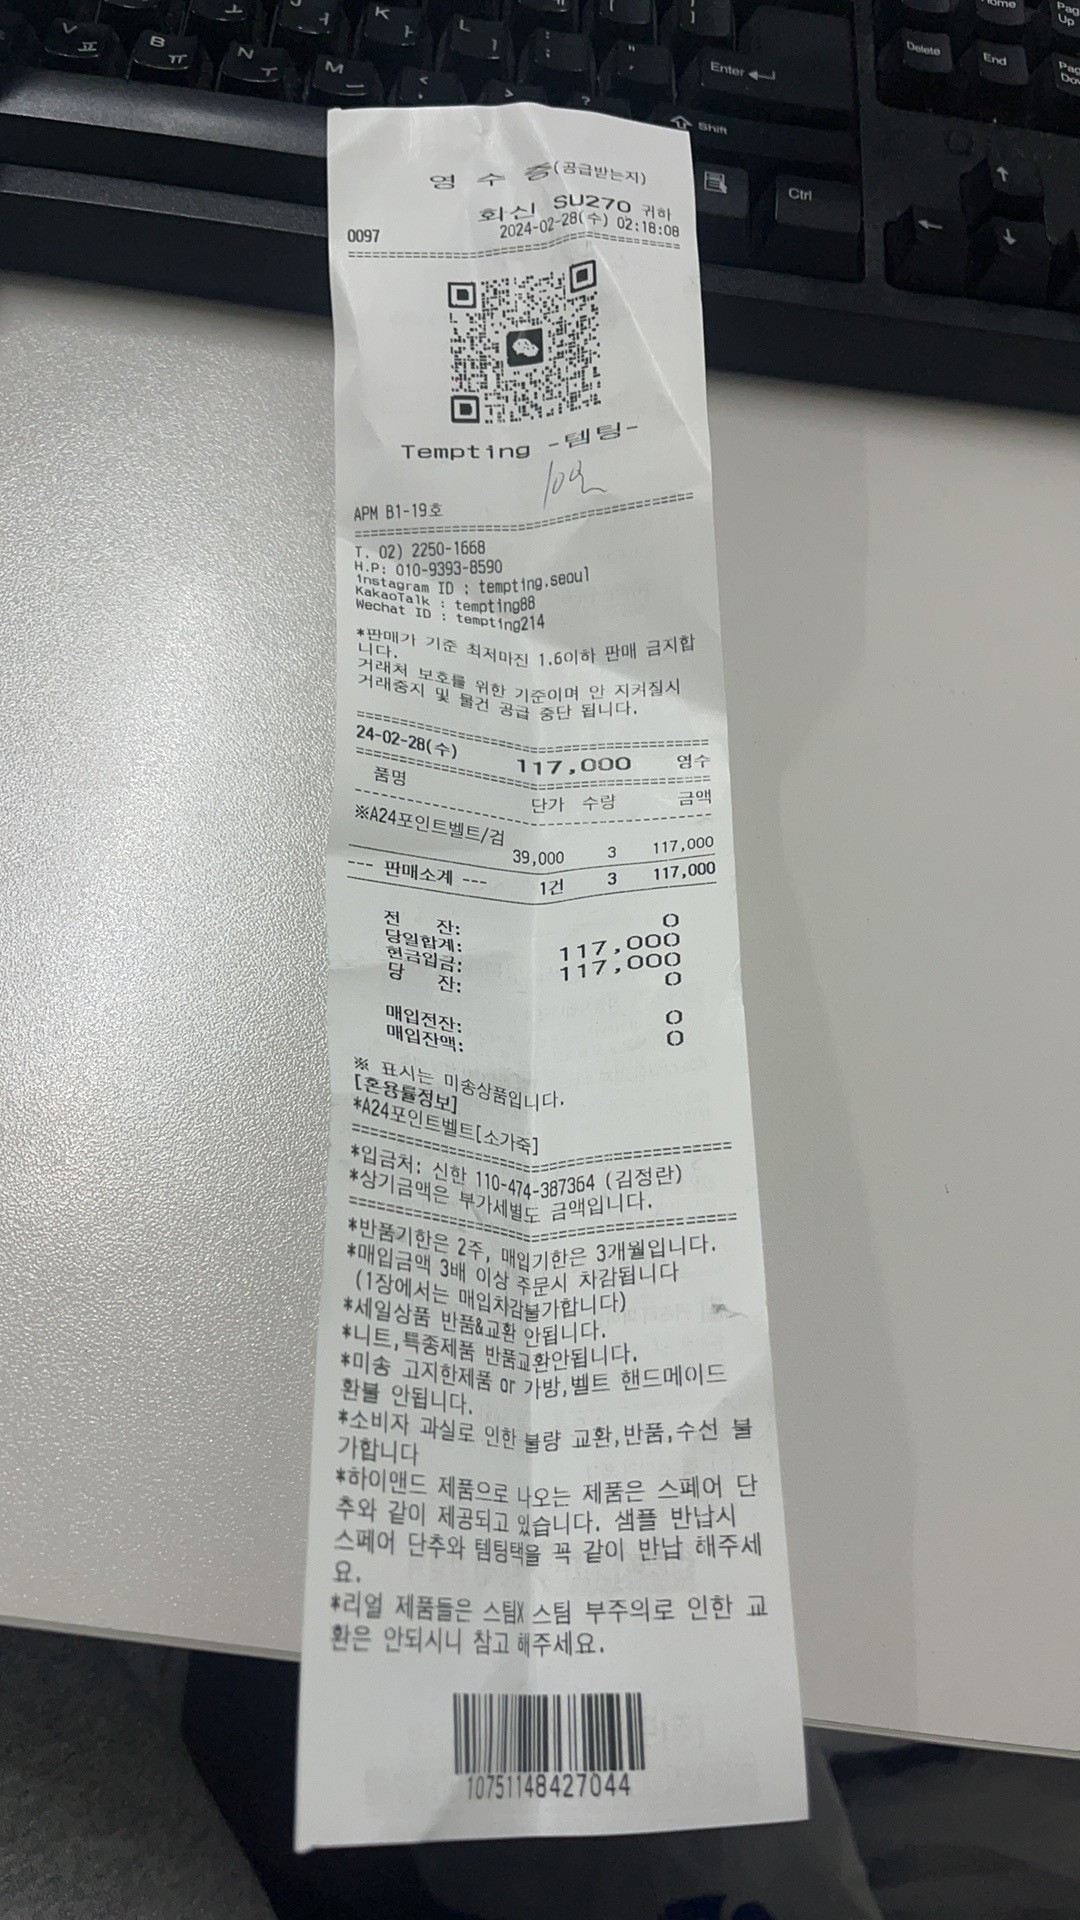 영 수 증(공급받는지)
화신 SU270 귀하
0097 2024-02-28(수) 02:18:08
Tempting -템팅-
APM B1-19호
T. 02) 2250-1668
H.P: 010-9393-8590
instagram ID : tempting.seoul
KakaoTalk : tempting88
Wechat ID : tempting214
*판매가 기준 최저마진 1.6이하 판매 금지합
니다.
거래처 보호를 위한 기준이며 안 지켜질시
거래중지 및 물건 공급 중단 됩니다.
24-02-28(수) 117,000 영수
품명 단가 수량 금액
※A24포인트벨트/검
39,000 3 117,000
--- 판매소계 --- 1건 3 117,000
전 잔: 0
당일합계: 117,000
현금입금: 117,000
당 잔: 0
매입전잔: 0
매입잔액: 0
※ 표시는 미송상품입니다.
[혼용률정보]
*A24포인트벨트[소가죽]
*입금처: 신한 110-474-387364 (김정란)
*상기금액은 부가세별도 금액입니다.
*반품기한은 2주, 매입기한은 3개월입니다.
*매입금액 3배 이상 주문시 차감됩니다
(1장에서는 매입차감불가합니다)
*세일상품 반품&교환 안됩니다.
*니트,특종제품 반품교환안됩니다.
*미송 고지한제품 or 가방,벨트 핸드메이드
환불 안됩니다.
*소비자 과실로 인한 불량 교환,반품,수선 불
가합니다
*하이앤드 제품으로 나오는 제품은 스페어 단
추와 같이 제공되고 있습니다. 샘플 반납시
스페어 단추와 템팅택을 꼭 같이 반납 해주세
요.
*리얼 제품들은 스팀X 스팀 부주의로 인한 교
환은 안되시니 참고 해주세요.
10751148427044
V ㅍ
B ㅠ
N ㅜ
M ㅡ
K ㅏ
L ㅣ
Enter
Shift
Ctrl
Delete
End
Home
Page Up